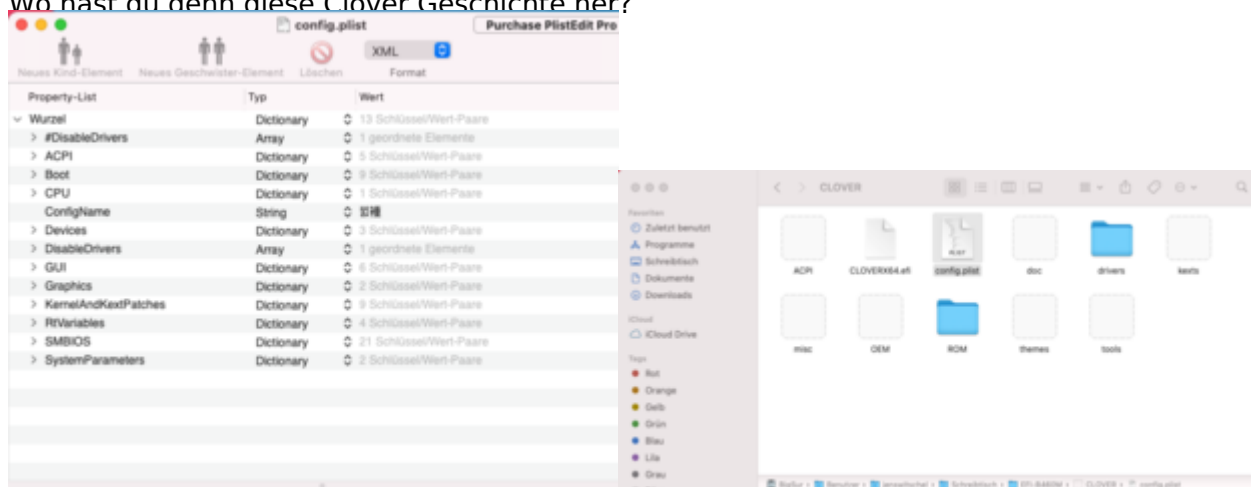 Wo hast du denn diese Clover Geschichte her?
config.plist
Purchase PlistEdit Pro
XML
Neues Kind-Element Neues Geschwister-Element Löschen Format
Property-List Typ Wert
Wurzel Dictionary 13 Schlüssel/Wert-Paare
#DisableDrivers Array 1 geordnete Elemente
ACPI Dictionary 5 Schlüssel/Wert-Paare
Boot Dictionary 9 Schlüssel/Wert-Paare
CPU Dictionary 1 Schlüssel/Wert-Paare
ConfigName String
Devices Dictionary 3 Schlüssel/Wert-Paare
DisableDrivers Array 1 geordnete Elemente
GUI Dictionary 6 Schlüssel/Wert-Paare
Graphics Dictionary 2 Schlüssel/Wert-Paare
KernelAndKextPatches Dictionary 9 Schlüssel/Wert-Paare
RtVariables Dictionary 4 Schlüssel/Wert-Paare
SMBIOS Dictionary 21 Schlüssel/Wert-Paare
SystemParameters Dictionary 2 Schlüssel/Wert-Paare
CLOVER
Favoriten
Zuletzt benutzt
Programme
Schreibtisch
Dokumente
Downloads
iCloud
iCloud Drive
Tags
Rot
Orange
Gelb
Grün
Blau
Lila
Grau
ACPI CLOVERX64.efi config.plist doc drivers kexts
misc OEM ROM themes tools
BigSur Benutzer Schreibtisch CLOVER config.plist